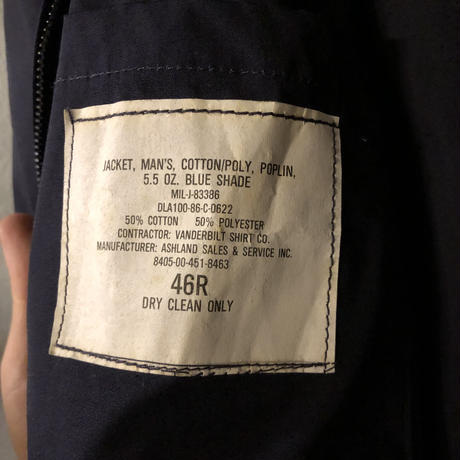 JACKET, MAN'S, COTTON/POLY, POPLIN,
5.5 OZ. BLUE SHADE
MIL-J-83386
DLA100-86-C-0622
50% COTTON 50% POLYESTER
CONTRACTOR: VANDERBILT SHIRT CO.
MANUFACTURER: ASHLAND SALES & SERVICE INC.
8405-00-451-8463
46R
DRY CLEAN ONLY